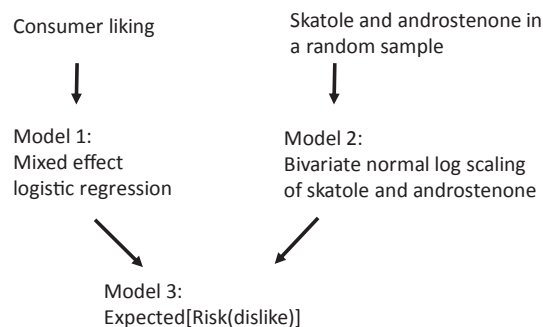 Consumer liking
Skatole and androstenone in
a random sample
Model 1:
Mixed effect
logistic regression
Model 2:
Bivariate normal log scaling
of skatole and androstenone
Model 3:
Expected[Risk(dislike)]